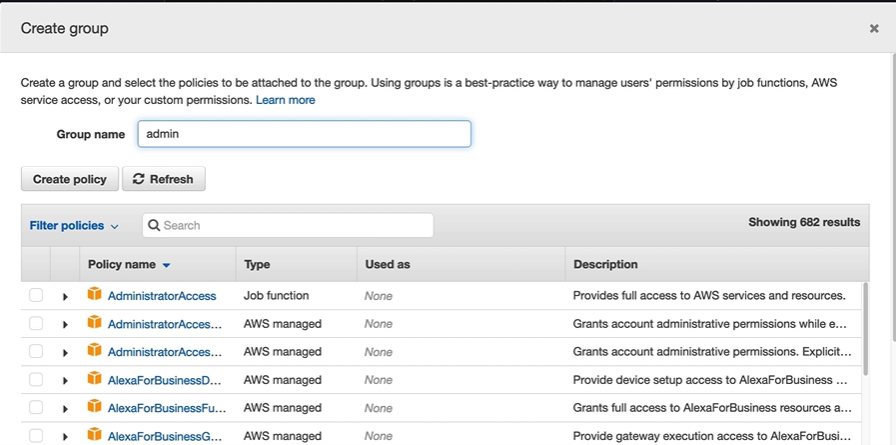 Create group
Create a group and select the policies to be attached to the group. Using groups is a best-practice way to manage users' permissions by job functions, AWS
service access, or your custom permissions. Learn more
Group name admin
Create policy Refresh
Filter policies Search Showing 682 results
Policy name Type Used as Description
AdministratorAccess Job function None Provides full access to AWS services and resources.
AdministratorAcces... AWS managed None Grants account administrative permissions while e...
AdministratorAcces... AWS managed None Grants account administrative permissions. Explicit...
AlexaForBusinessD... AWS managed None Provide device setup access to AlexaForBusiness ...
AlexaForBusinessFu... AWS managed None Grants full access to AlexaForBusiness resources a...
AlexaForBusinessG... AWS managed None Provide gateway execution access to AlexaForBusi...